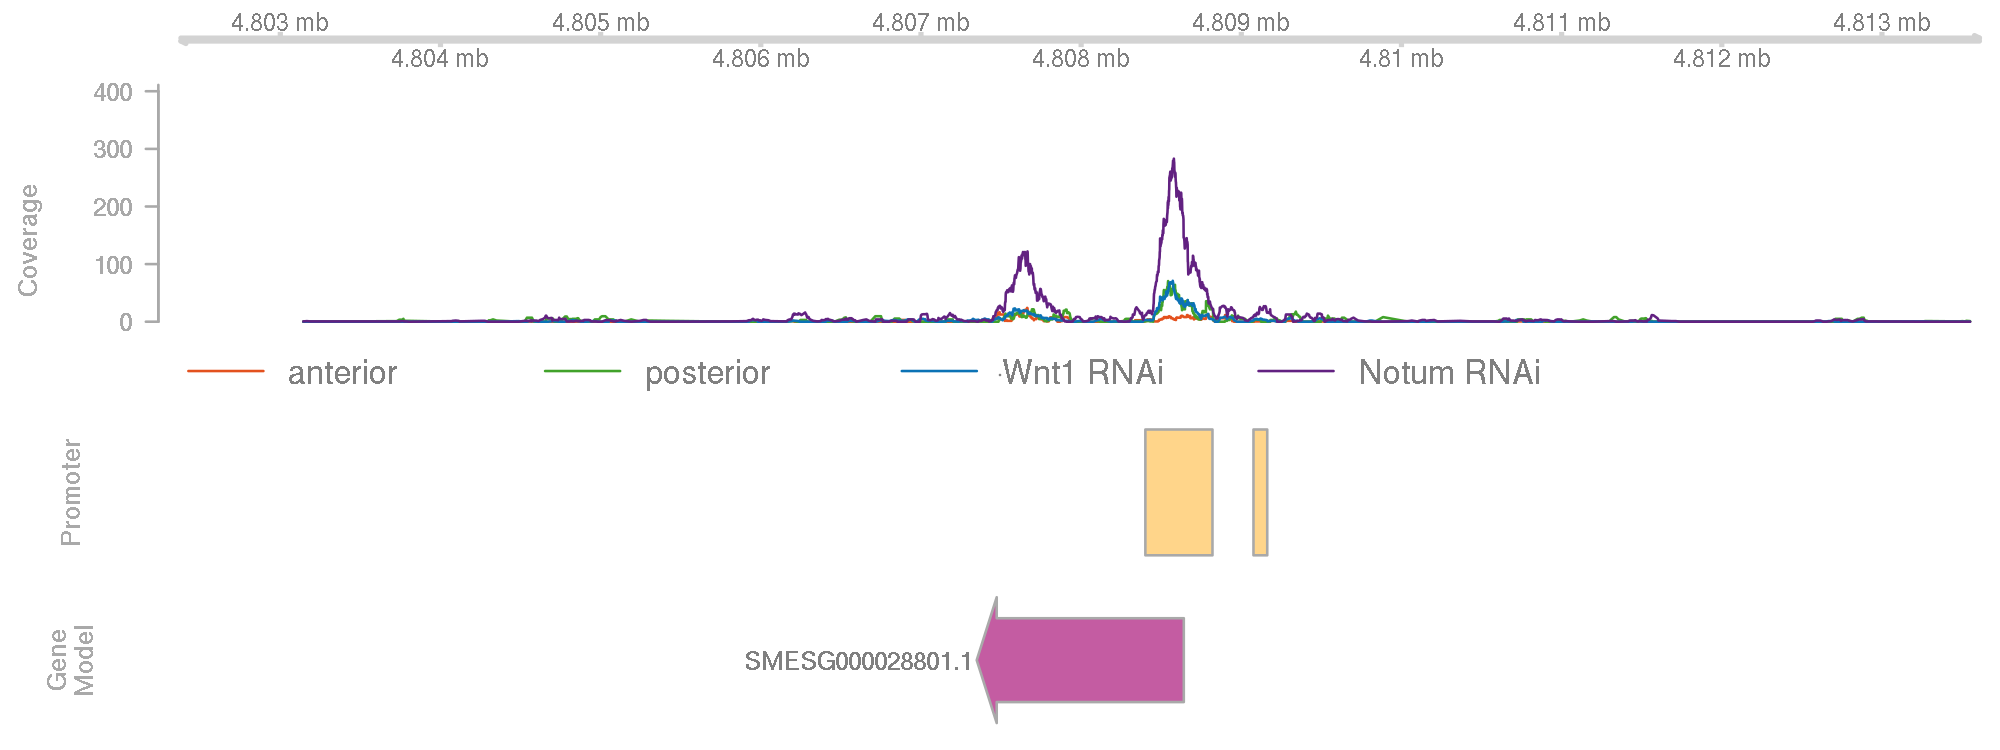 4.803 mb 4.805 mb 4.807 mb 4.809 mb 4.811 mb 4.813 mb
4.804 mb 4.806 mb 4.808 mb 4.81 mb 4.812 mb
400
300
200
100
0
Coverage
anterior posterior Wnt1 RNAi Notum RNAi
Promoter
Gene
Model
SMESG000028801.1